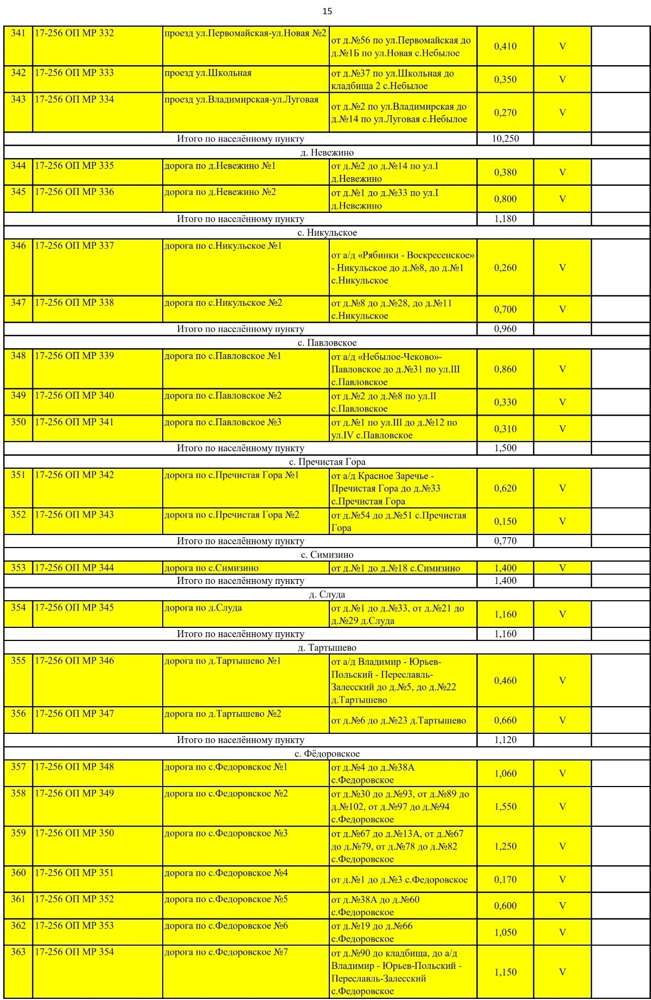 15
341 17-256 ОП МР 332 проезд ул.Первомайская-ул.Новая №2 от д.№56 по ул.Первомайская до 0,410 V
д.№1Б по ул.Новая с.Небылое
342 17-256 ОП МР 333 проезд ул.Школьная от д.№37 по ул.Школьная до 0,350 V
кладбища 2 с.Небылое
343 17-256 ОП МР 334 проезд ул.Владимирская-ул.Луговая от д.№2 по ул.Владимирская до 0,270 V
д.№14 по ул.Луговая с.Небылое
Итого по населённому пункту 10,250
д. Невежино
344 17-256 ОП МР 335 дорога по д.Невежино №1 от д.№2 до д.№14 по ул.I 0,380 V
д.Невежино
345 17-256 ОП МР 336 дорога по д.Невежино №2 от д.№1 до д.№33 по ул.I 0,800 V
д.Невежино
Итого по населённому пункту 1,180
с. Никульское
346 17-256 ОП МР 337 дорога по с.Никульское №1 от а/д «Рябинки - Воскресенское» 0,260 V
- Никульское до д.№8, до д.№1
с.Никульское
347 17-256 ОП МР 338 дорога по с.Никульское №2 от д.№8 до д.№28, до д.№11 0,700 V
с.Никульское
Итого по населённому пункту 0,960
с. Павловское
348 17-256 ОП МР 339 дорога по с.Павловское №1 от а/д «Небылое-Чеково»- 0,860 V
Павловское до д.№31 по ул.III
с.Павловское
349 17-256 ОП МР 340 дорога по с.Павловское №2 от д.№2 до д.№8 по ул.II 0,330 V
с.Павловское
350 17-256 ОП МР 341 дорога по с.Павловское №3 от д.№1 по ул.III до д.№12 по 0,310 V
ул.IV с.Павловское
Итого по населённому пункту 1,500
с. Пречистая Гора
351 17-256 ОП МР 342 дорога по с.Пречистая Гора №1 от а/д Красное Заречье - 0,620 V
Пречистая Гора до д.№33
с.Пречистая Гора
352 17-256 ОП МР 343 дорога по с.Пречистая Гора №2 от д.№54 до д.№51 с.Пречистая 0,150 V
Гора
Итого по населённому пункту 0,770
с. Симизино
353 17-256 ОП МР 344 дорога по с.Симизино от д.№1 до д.№18 с.Симизино 1,400 V
Итого по населённому пункту 1,400
д. Слуда
354 17-256 ОП МР 345 дорога по д.Слуда от д.№1 до д.№33, от д.№21 до 1,160 V
д.№29 д.Слуда
Итого по населённому пункту 1,160
д. Тартышево
355 17-256 ОП МР 346 дорога по д.Тартышево №1 от а/д Владимир - Юрьев- 0,460 V
Польский - Переславль-
Залесский до д.№5, до д.№22
д.Тартышево
356 17-256 ОП МР 347 дорога по д.Тартышево №2 от д.№6 до д.№23 д.Тартышево 0,660 V
Итого по населённому пункту 1,120
с. Фёдоровское
357 17-256 ОП МР 348 дорога по с.Федоровское №1 от д.№4 до д.№38А 1,060 V
с.Федоровское
358 17-256 ОП МР 349 дорога по с.Федоровское №2 от д.№30 до д.№93, от д.№89 до 1,550 V
д.№102, от д.№97 до д.№94
с.Федоровское
359 17-256 ОП МР 350 дорога по с.Федоровское №3 от д.№67 до д.№13А, от д.№67 1,250 V
до д.№79, от д.№78 до д.№82
с.Федоровское
360 17-256 ОП МР 351 дорога по с.Федоровское №4 от д.№1 до д.№3 с.Федоровское 0,170 V
361 17-256 ОП МР 352 дорога по с.Федоровское №5 от д.№38А до д.№60 0,600 V
с.Федоровское
362 17-256 ОП МР 353 дорога по с.Федоровское №6 от д.№19 до д.№66 1,050 V
с.Федоровское
363 17-256 ОП МР 354 дорога по с.Федоровское №7 от д.№90 до кладбища, до а/д 1,150 V
Владимир - Юрьев-Польский -
Переславль-Залесский
с.Федоровское